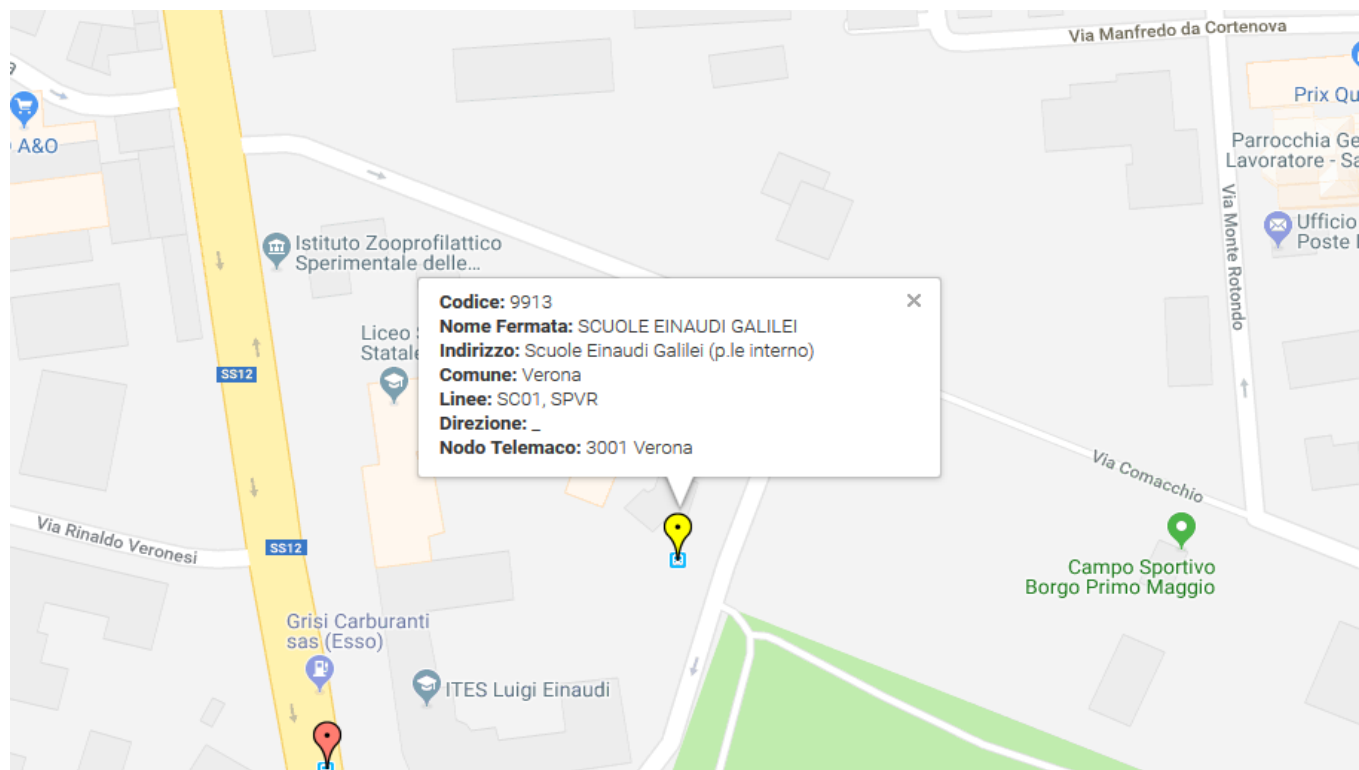 Via Manfredo da Cortenova
Prix Qu
A&O
Parrocchia Ge
Lavoratore - Sa
Via Monte Rotondo
Ufficio
Poste I
Istituto Zooprofilattico
Sperimentale delle...
Codice: 9913
Nome Fermata: SCUOLE EINAUDI GALILEI
Indirizzo: Scuole Einaudi Galilei (p.le interno)
Comune: Verona
Linee: SC01, SPVR
Direzione: _
Nodo Telemaco: 3001 Verona
Liceo
Statale
SS12
Via Comacchio
Via Rinaldo Veronesi
SS12
Campo Sportivo
Borgo Primo Maggio
Grisi Carburanti
sas (Esso)
ITES Luigi Einaudi